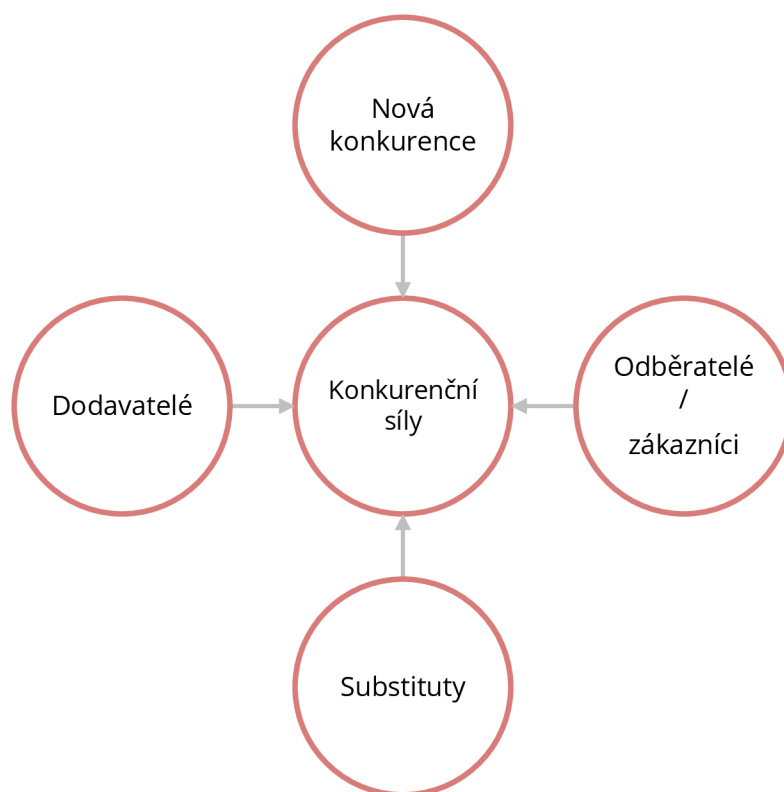 Nová
konkurence
Dodavatelé
Konkurenční
síly
Odběratelé
/
zákazníci
Substituty